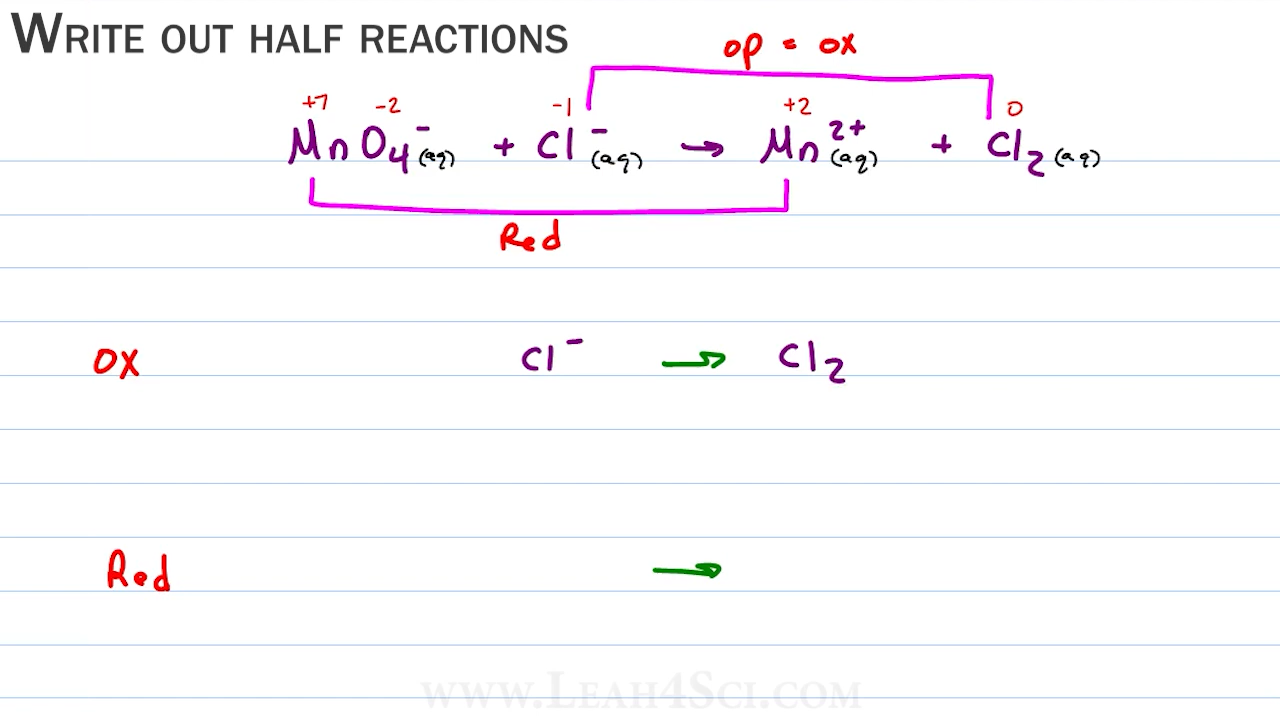 WRITE OUT HALF REACTIONS
op = ox
+7 -2 -1 +2 0
MnO₄⁻(aq) + Cl⁻(aq) → Mn²⁺(aq) + Cl₂(aq)
Red
OX Cl⁻ → Cl₂
Red →
www.Leah4Sci.com